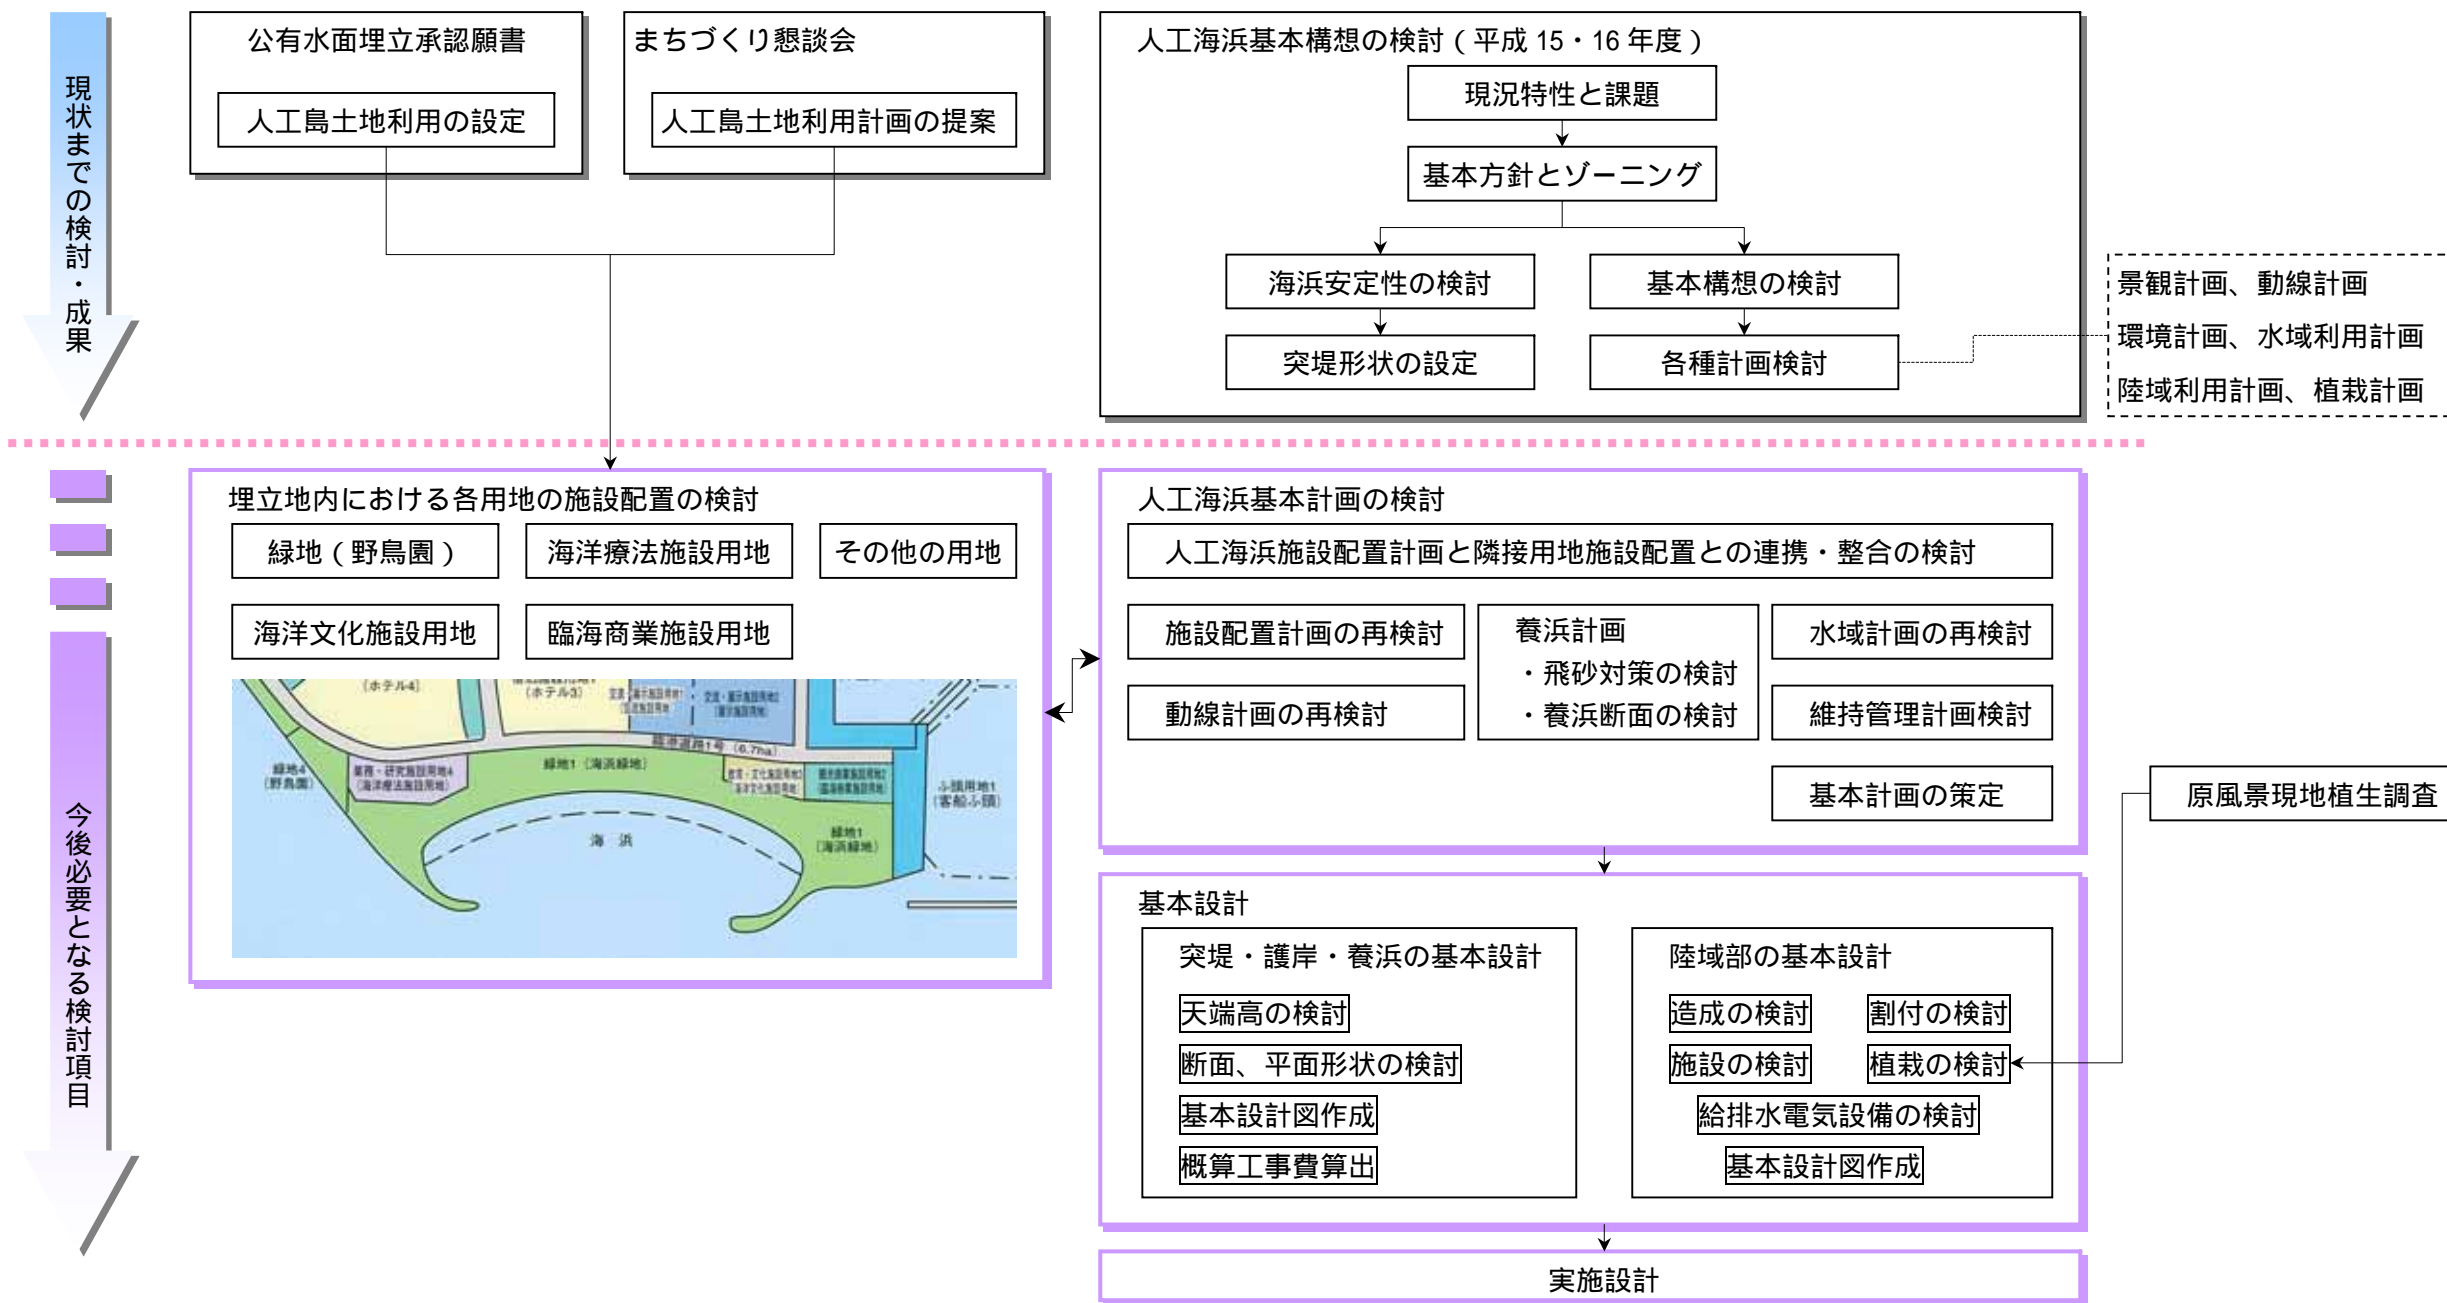 現状までの検討・成果
公有水面埋立承認願書
人工島土地利用の設定
まちづくり懇談会
人工島土地利用計画の提案
人工海浜基本構想の検討（平成 15・16 年度）
現況特性と課題
基本方針とゾーニング
海浜安定性の検討
基本構想の検討
突堤形状の設定
各種計画検討
景観計画、動線計画
環境計画、水域利用計画
陸域利用計画、植栽計画
今後必要となる検討項目
埋立地内における各用地の施設配置の検討
緑地（野鳥園）
海洋療法施設用地
その他の用地
海洋文化施設用地
臨海商業施設用地
（ホテル4）
（ホテル3）
臨港道路1号（6.7ha）
緑地4
（野鳥園）
業務・研究施設用地4
（海洋療法施設用地）
緑地1（海浜緑地）
ふ頭用地1
（客船ふ頭）
緑地1
（海浜緑地）
海　浜
人工海浜基本計画の検討
人工海浜施設配置計画と隣接用地施設配置との連携・整合の検討
施設配置計画の再検討
養浜計画
・飛砂対策の検討
・養浜断面の検討
水域計画の再検討
動線計画の再検討
維持管理計画検討
基本計画の策定
原風景現地植生調査
基本設計
突堤・護岸・養浜の基本設計
天端高の検討
断面、平面形状の検討
基本設計図作成
概算工事費算出
陸域部の基本設計
造成の検討
割付の検討
施設の検討
植栽の検討
給排水電気設備の検討
基本設計図作成
実施設計